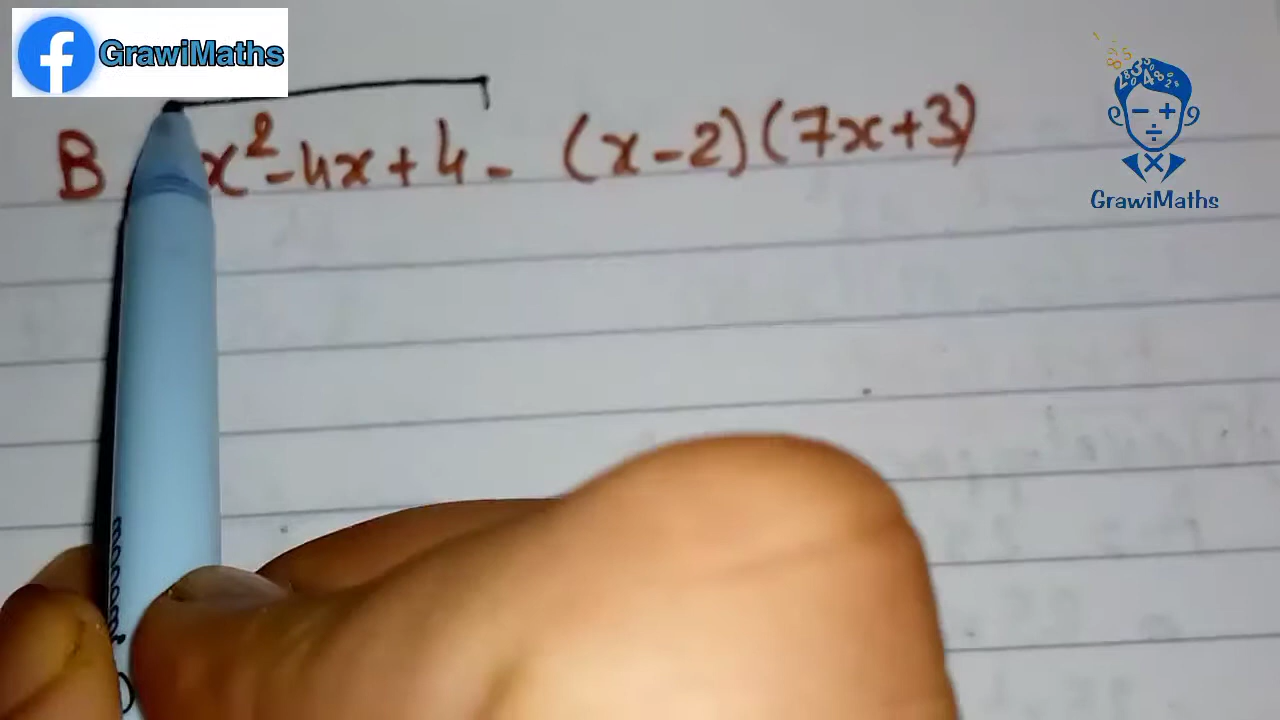 GrawiMaths
B x² - 4x + 4 - (x - 2)(7x + 3)
GrawiMaths